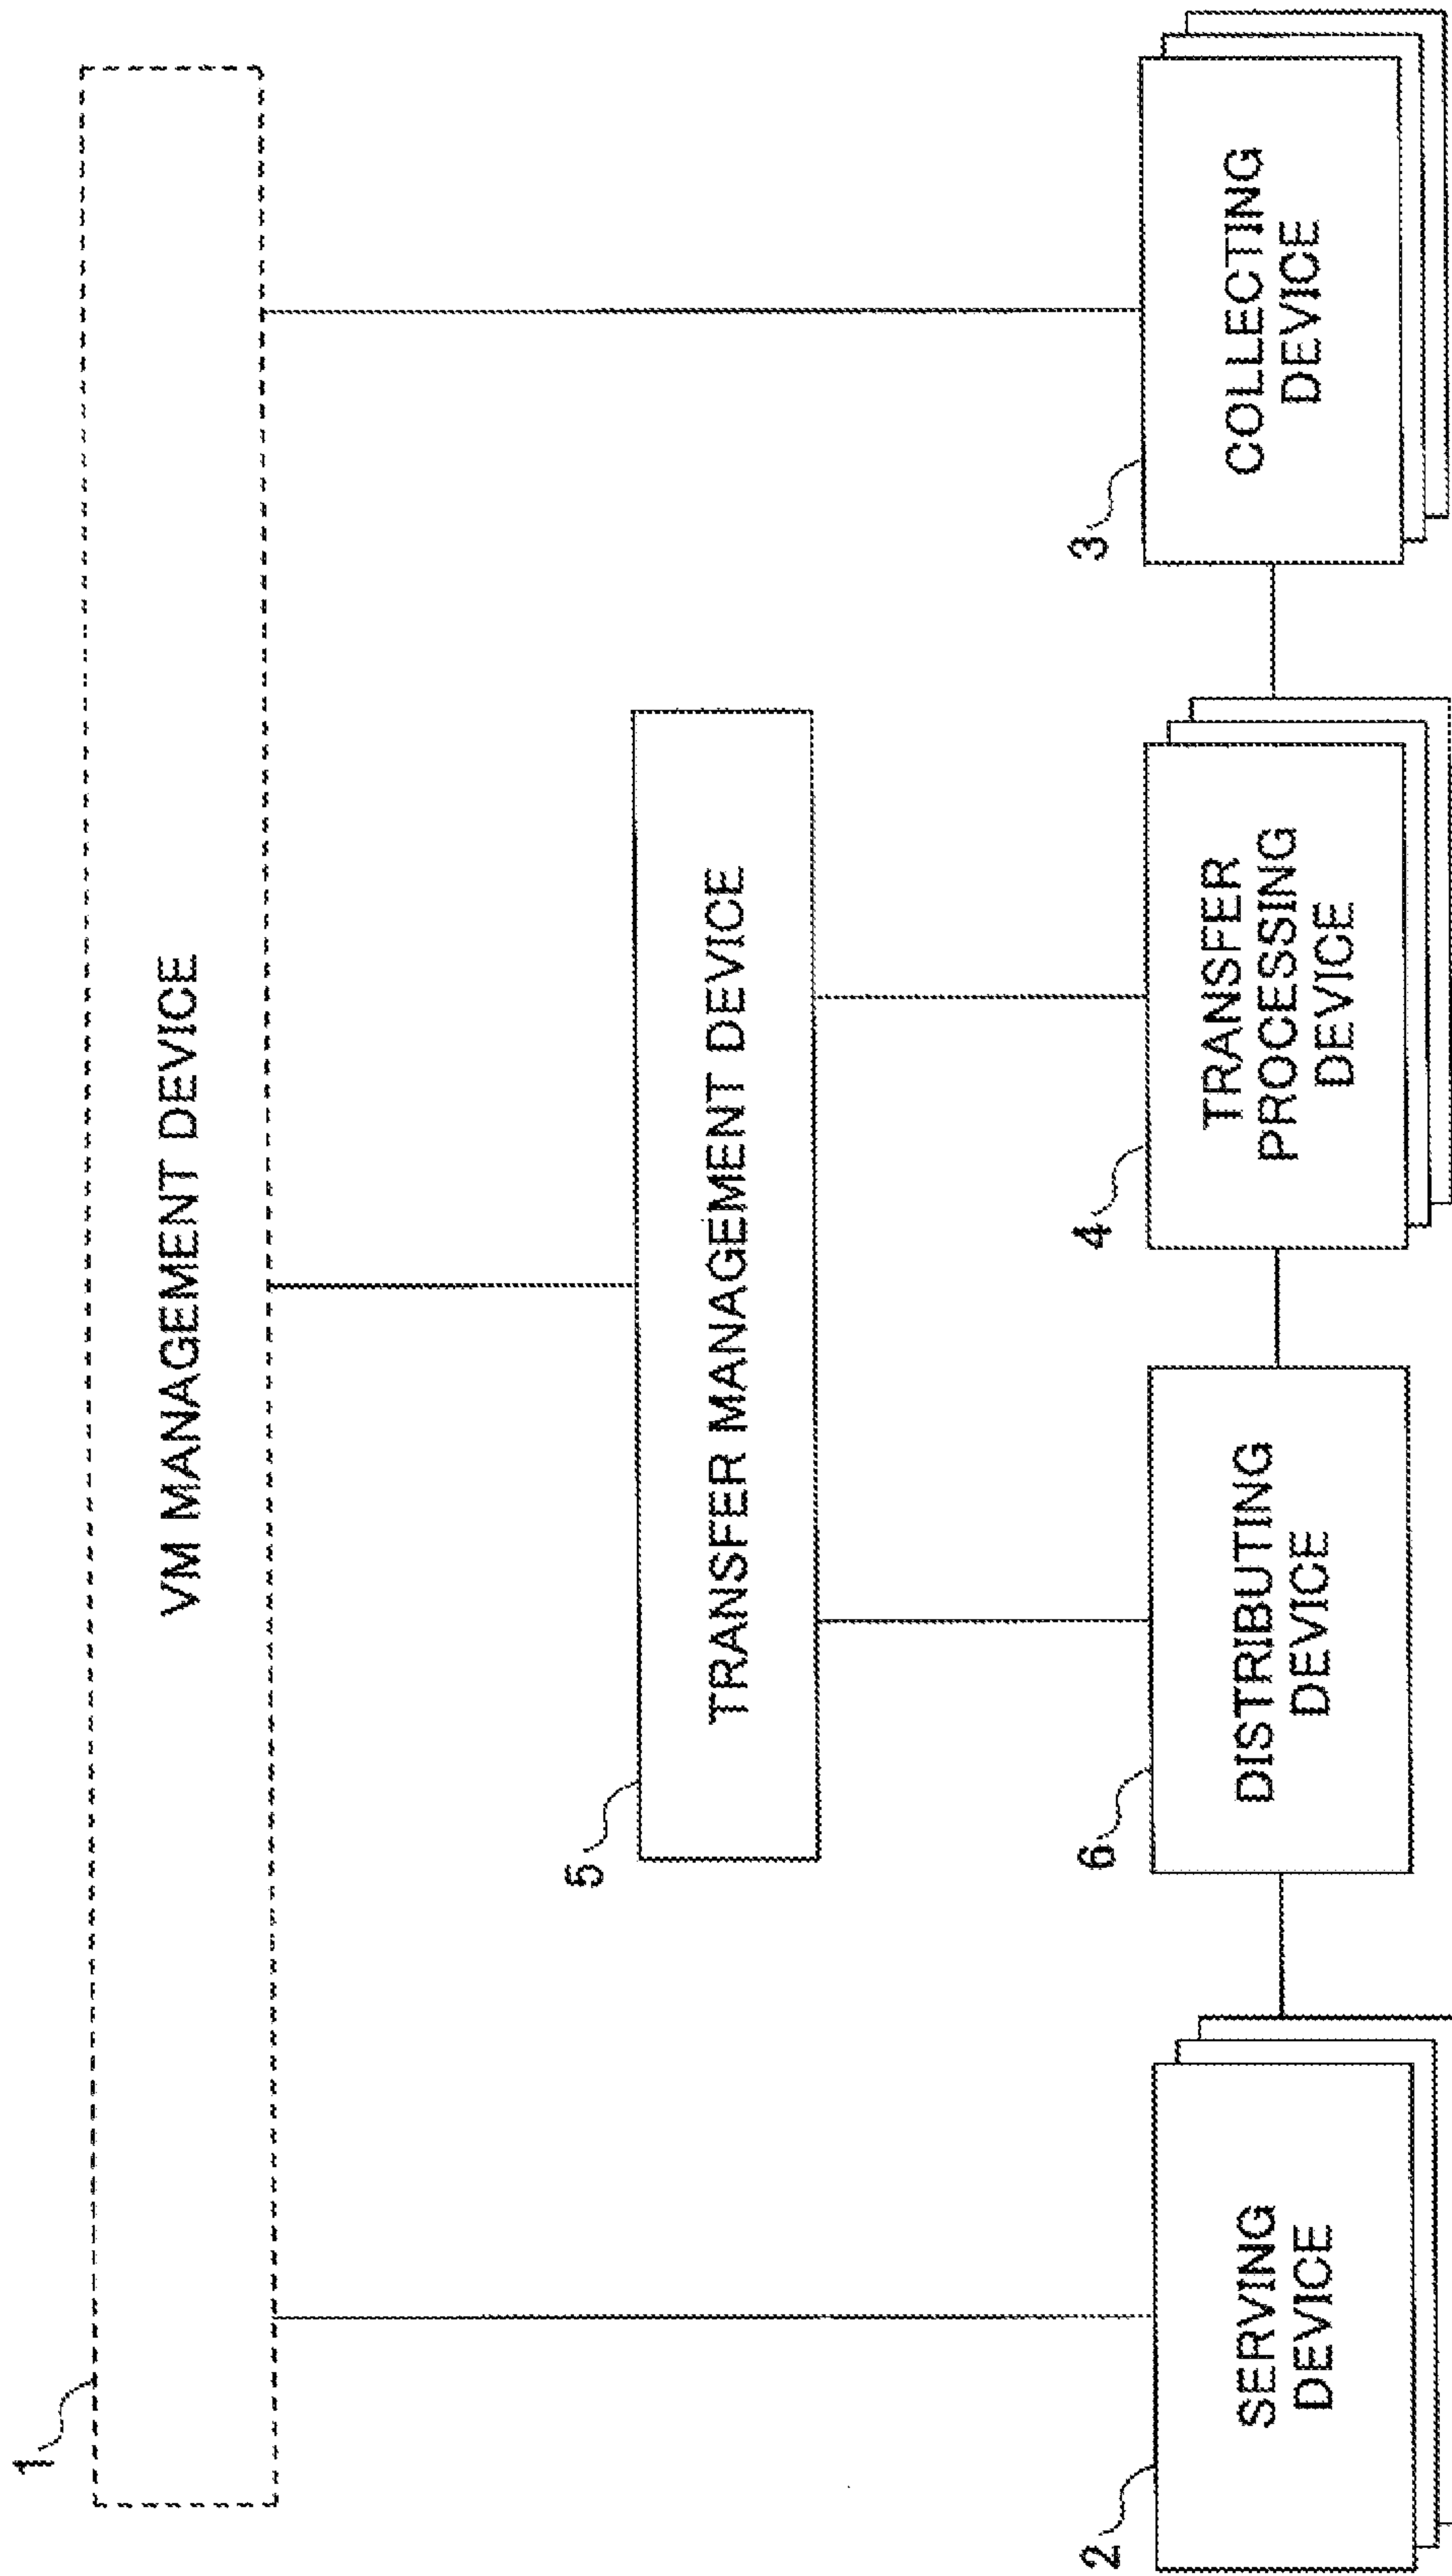 1
VM MANAGEMENT DEVICE
5
TRANSFER MANAGEMENT DEVICE
2
SERVING
DEVICE
6
DISTRIBUTING
DEVICE
4
TRANSFER
PROCESSING
DEVICE
3
COLLECTING
DEVICE